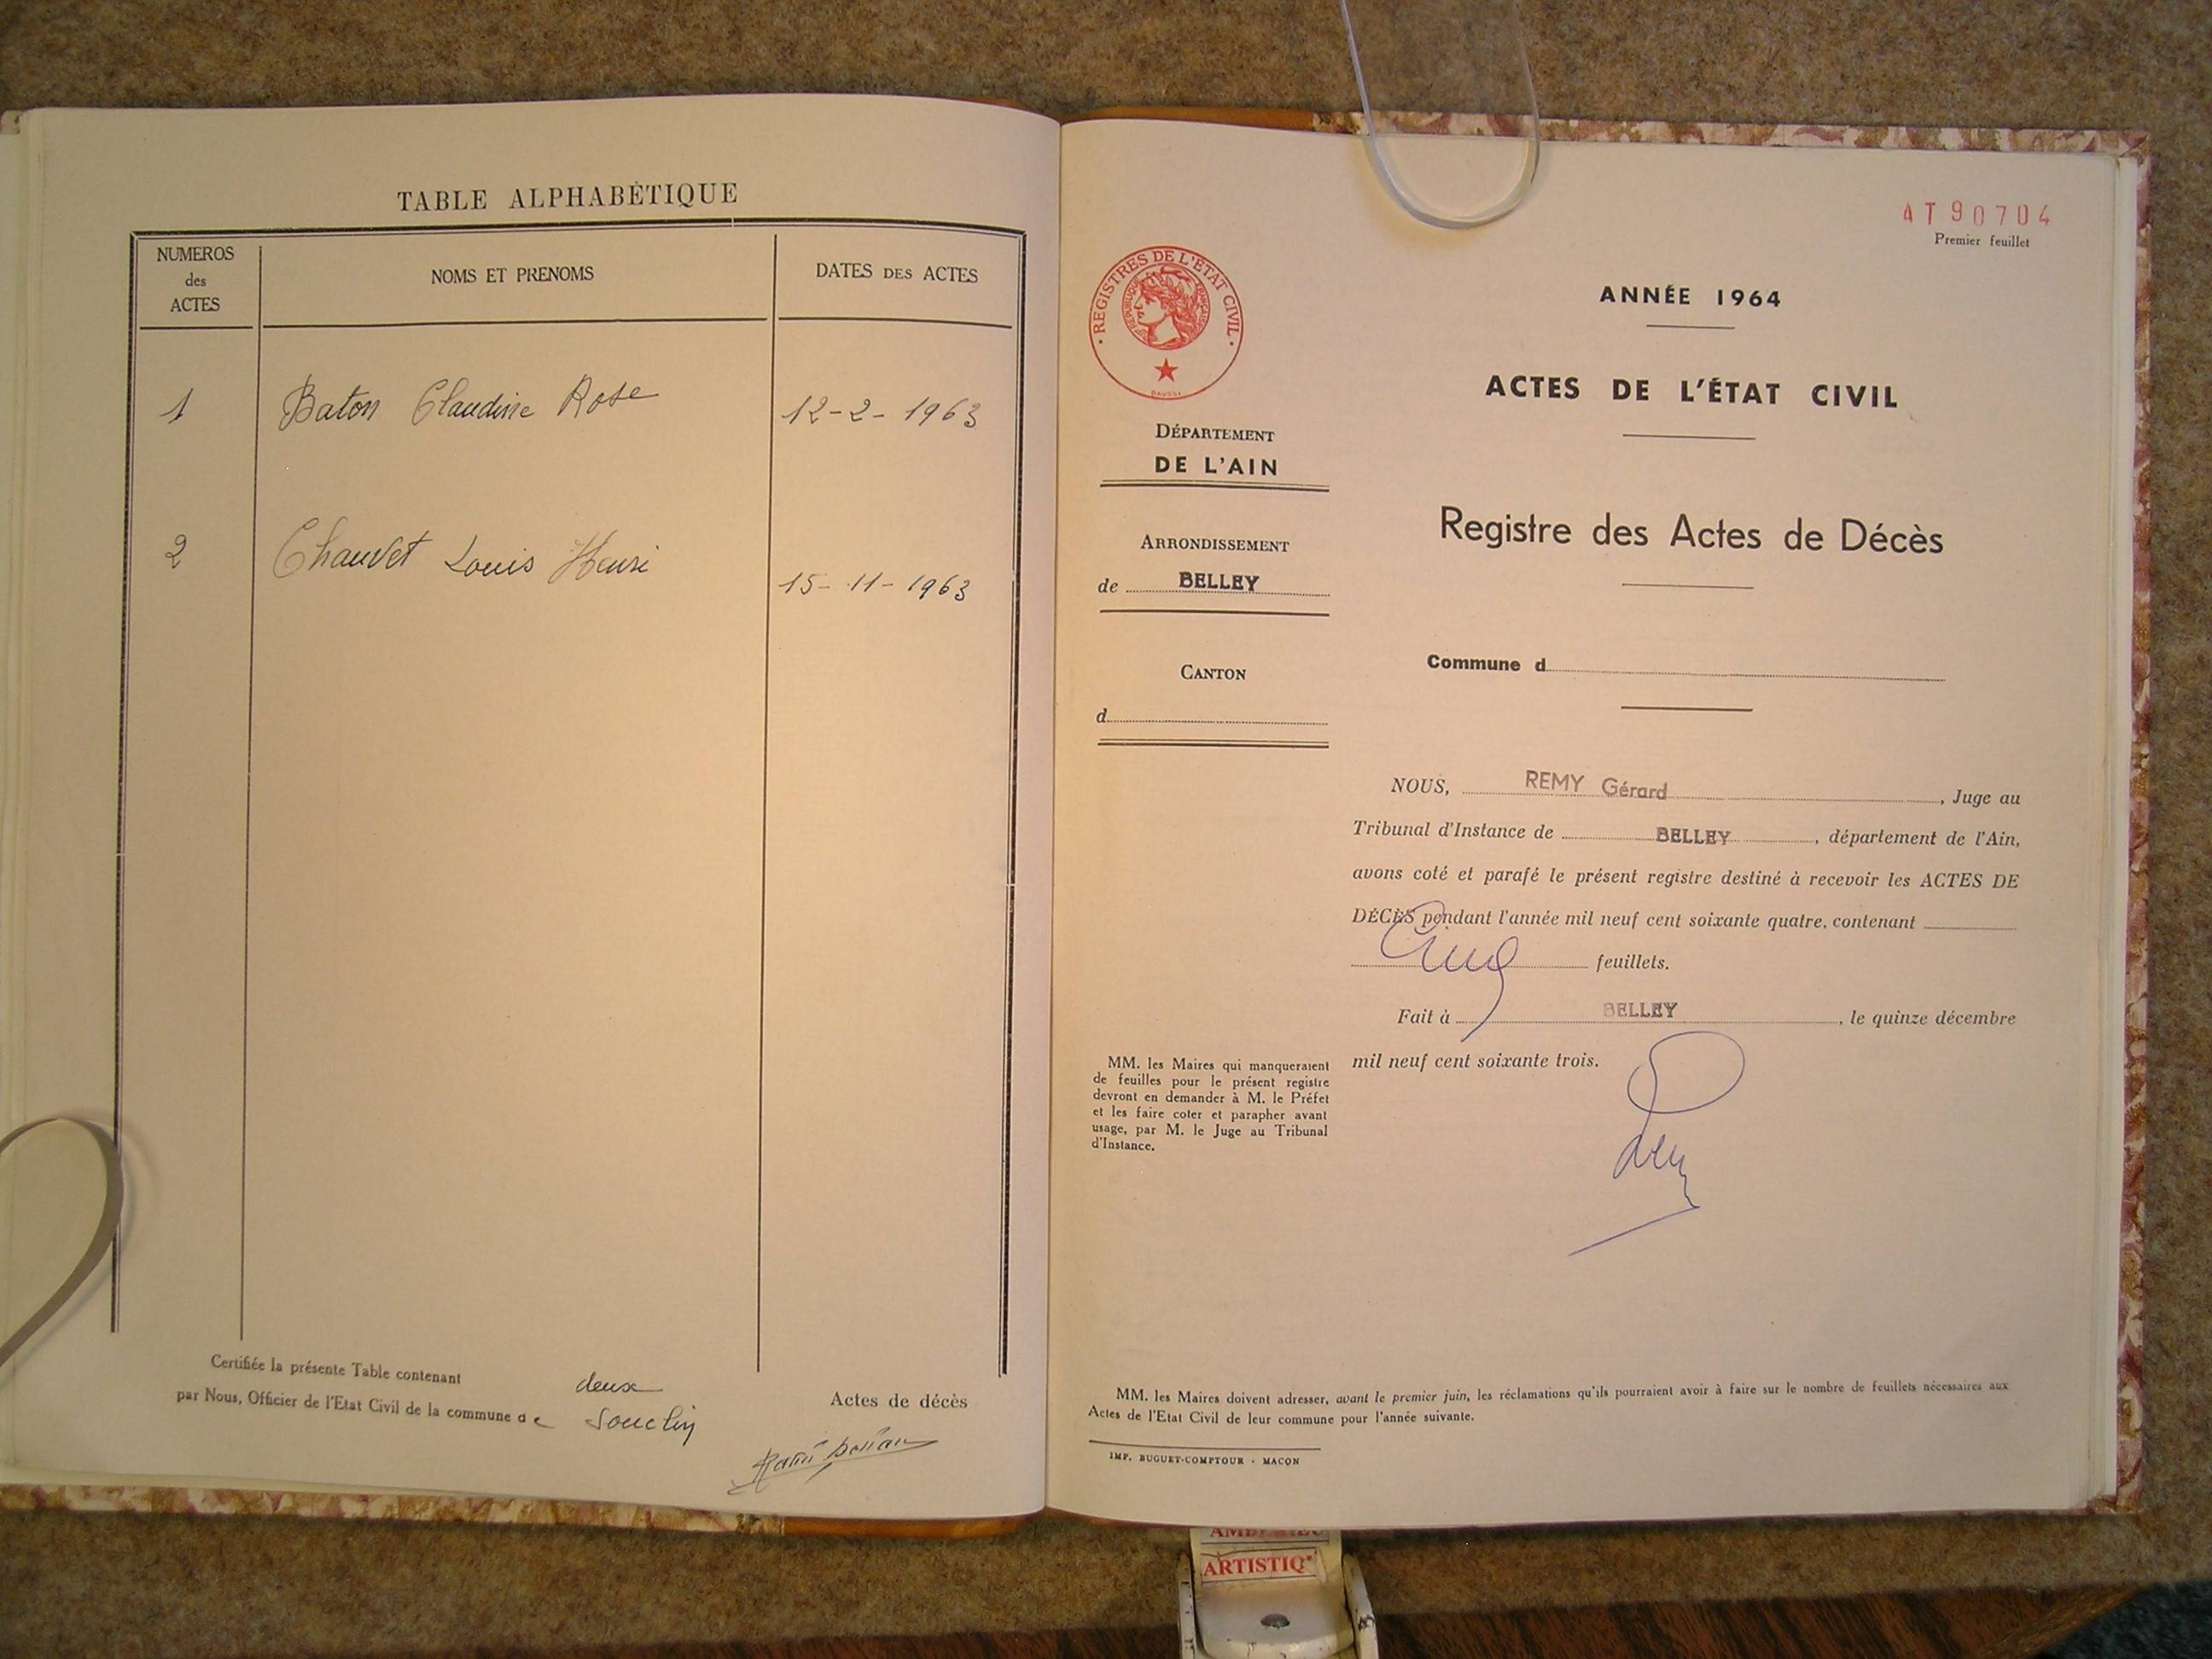 TABLE ALPHABÉTIQUE
NUMEROS des ACTES
NOMS ET PRENOMS
DATES DES ACTES
1 Baton Claudine Rose 12-2-1963
2 Chauvet Louis Henri 15-11-1963
Certifiée la présente Table contenant deux Actes de décès
par Nous, Officier de l'Etat Civil de la commune de Souclin
AT90704
Premier feuillet
REGISTRES DE L'ETAT CIVIL
RÉPUBLIQUE FRANÇAISE
DÉPARTEMENT
DE L'AIN
ARRONDISSEMENT
de BELLEY
CANTON
d
ANNÉE 1964
ACTES DE L'ÉTAT CIVIL
Registre des Actes de Décès
Commune d
NOUS, REMY Gérard, Juge au
Tribunal d'Instance de BELLEY, département de l'Ain,
avons coté et parafé le présent registre destiné à recevoir les ACTES DE
DÉCÈS pendant l'année mil neuf cent soixante quatre, contenant
Cinq feuillets.
Fait à BELLEY, le quinze décembre
mil neuf cent soixante trois.
MM. les Maires qui manqueraient
de feuilles pour le présent registre
devront en demander à M. le Préfet
et les faire coter et parapher avant
usage, par M. le Juge au Tribunal
d'Instance.
MM. les Maires doivent adresser, avant le premier juin, les réclamations qu'ils pourraient avoir à faire sur le nombre de feuillets nécessaires aux
Actes de l'Etat Civil de leur commune pour l'année suivante.
IMP. BUGUET-COMPTOUR - MACON
ARTISTIQ